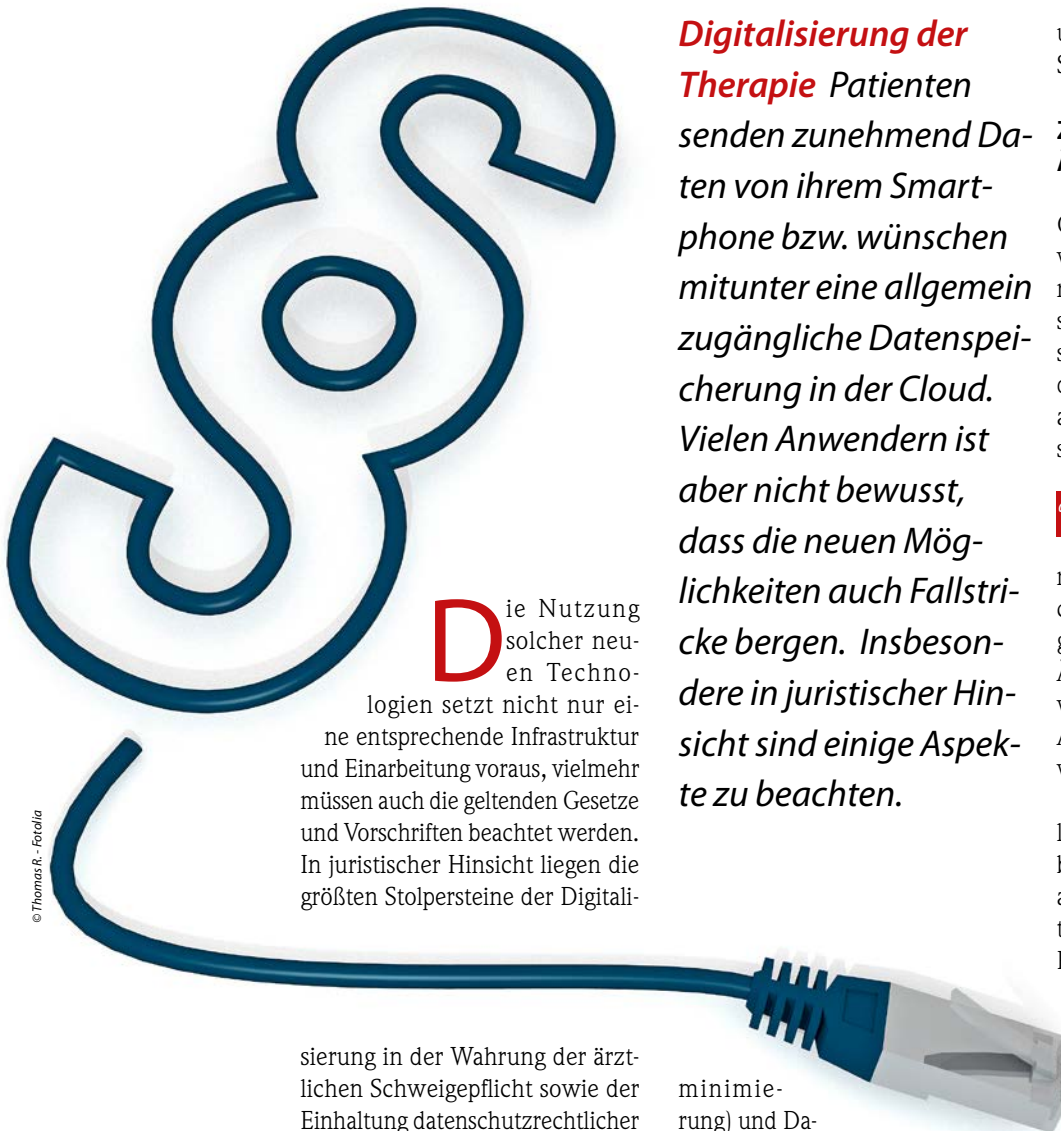 Digitalisierung der
Therapie Patienten
senden zunehmend Da-
ten von ihrem Smart-
phone bzw. wünschen
mitunter eine allgemein
zugängliche Datenspei-
cherung in der Cloud.
Vielen Anwendern ist
aber nicht bewusst,
dass die neuen Mög-
lichkeiten auch Fallstri-
cke bergen. Insbeson-
dere in juristischer Hin-
sicht sind einige Aspek-
te zu beachten.
Die Nutzung
solcher neu-
en Techno-
logien setzt nicht nur ei-
ne entsprechende Infrastruktur
und Einarbeitung voraus, vielmehr
müssen auch die geltenden Gesetze
und Vorschriften beachtet werden.
In juristischer Hinsicht liegen die
größten Stolpersteine der Digitali-
sierung in der Wahrung der ärzt-
lichen Schweigepflicht sowie der
Einhaltung datenschutzrechtlicher
minimie-
rung) und Da-
© Thomas R. - Fotolia